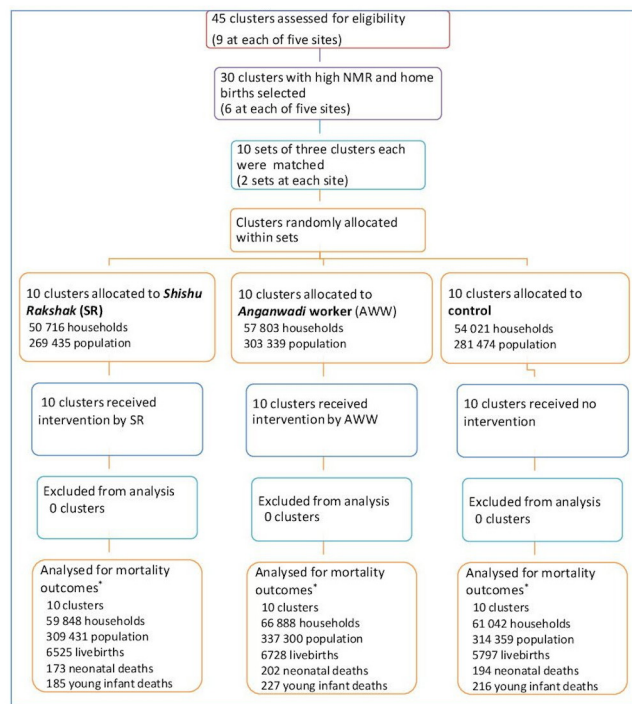 45 clusters assessed for eligibility
(9 at each of five sites)
30 clusters with high NMR and home
births selected
(6 at each of five sites)
10 sets of three clusters each
were matched
(2 sets at each site)
Clusters randomly allocated
within sets
10 clusters allocated to Shishu
Rakshak (SR)
50 716 households
269 435 population
10 clusters allocated to
Anganwadi worker (AWW)
57 803 households
303 339 population
10 clusters allocated to
control
54 021 households
281 474 population
10 clusters received
intervention by SR
10 clusters received
intervention by AWW
10 clusters received no
intervention
Excluded from analysis
0 clusters
Excluded from analysis
0 clusters
Excluded from analysis
0 clusters
Analysed for mortality
outcomes*
10 clusters
59 848 households
309 431 population
6525 livebirths
173 neonatal deaths
185 young infant deaths
Analysed for mortality
outcomes*
10 clusters
66 888 households
337 300 population
6728 livebirths
202 neonatal deaths
227 young infant deaths
Analysed for mortality
outcomes*
10 clusters
61 042 households
314 359 population
5797 livebirths
194 neonatal deaths
216 young infant deaths